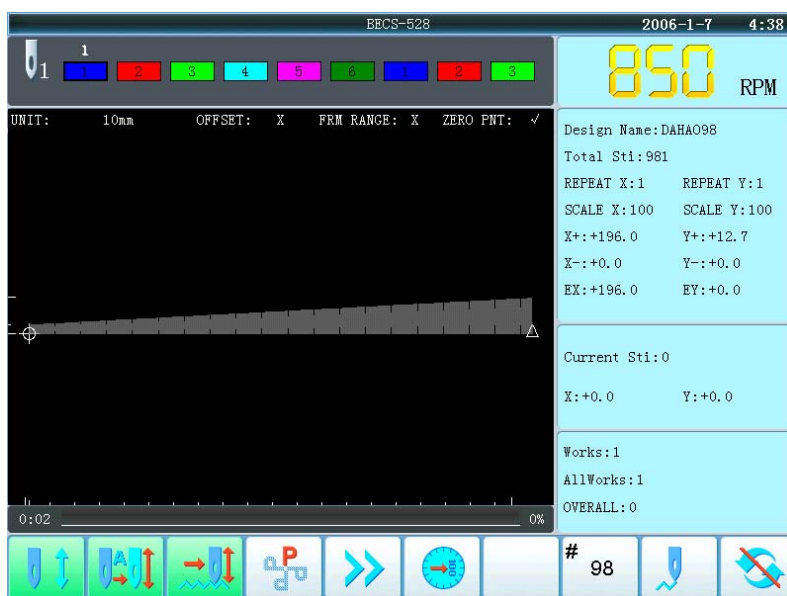 BECS-528 2006-1-7 4:38
1
1 1 2 3 4 5 6 1 2 3
850 RPM
UNIT: 10mm OFFSET: X FRM RANGE: X ZERO PNT: ✓
Design Name:DAHAO98
Total Sti:981
REPEAT X:1 REPEAT Y:1
SCALE X:100 SCALE Y:100
X+:+196.0 Y+:+12.7
X-:+0.0 Y-:+0.0
EX:+196.0 EY:+0.0
Current Sti:0
X:+0.0 Y:+0.0
Works:1
AllWorks:1
OVERALL:0
0:02 0%
A P P P 100 # 98